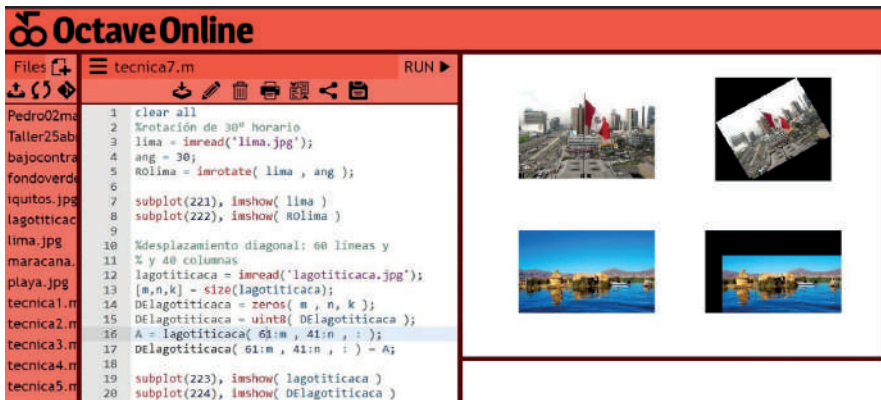 Octave Online
Files
tecnica7.m
RUN
Pedro02ma
Taller25ab
bajocontra
fondoverde
iquitos.jpg
lagotiticac
lima.jpg
maracana.
playa.jpg
tecnica1.m
tecnica2.m
tecnica3.m
tecnica4.m
tecnica5.m
1 clear all
2 %rotación de 30º horario
3 lima = imread('lima.jpg');
4 ang = 30;
5 ROlima = imrotate( lima , ang );
6
7 subplot(221), imshow( lima )
8 subplot(222), imshow( ROlima )
9
10 %desplazamiento diagonal: 60 líneas y
11 % y 40 columnas
12 lagotiticaca = imread('lagotiticaca.jpg');
13 [m,n,k] = size(lagotiticaca);
14 DElagotiticaca = zeros( m , n, k );
15 DElagotiticaca = uint8( DElagotiticaca );
16 A = lagotiticaca( 61:m , 41:n , : );
17 DElagotiticaca( 61:m , 41:n , : ) = A;
18
19 subplot(223), imshow( lagotiticaca )
20 subplot(224), imshow( DElagotiticaca )